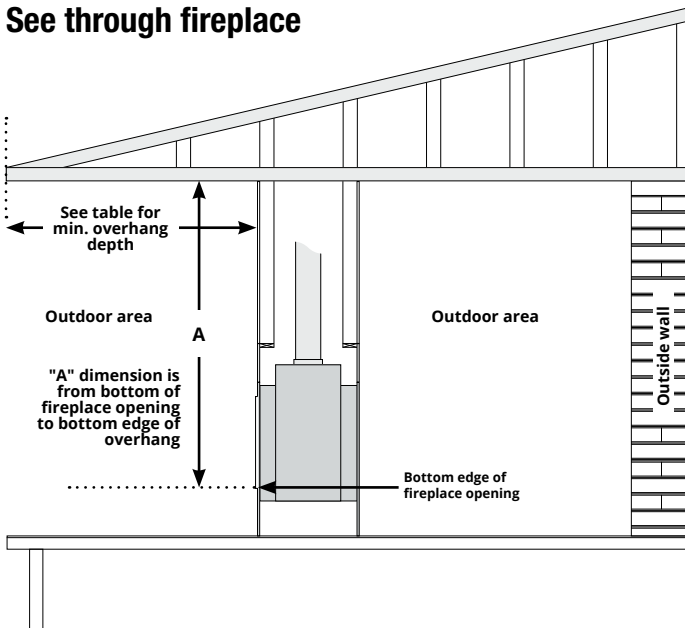 See through fireplace
See table for
min. overhang
depth
Outdoor area
A
Outdoor area
Outside wall
"A" dimension is
from bottom of
fireplace opening
to bottom edge of
overhang
Bottom edge of
fireplace opening